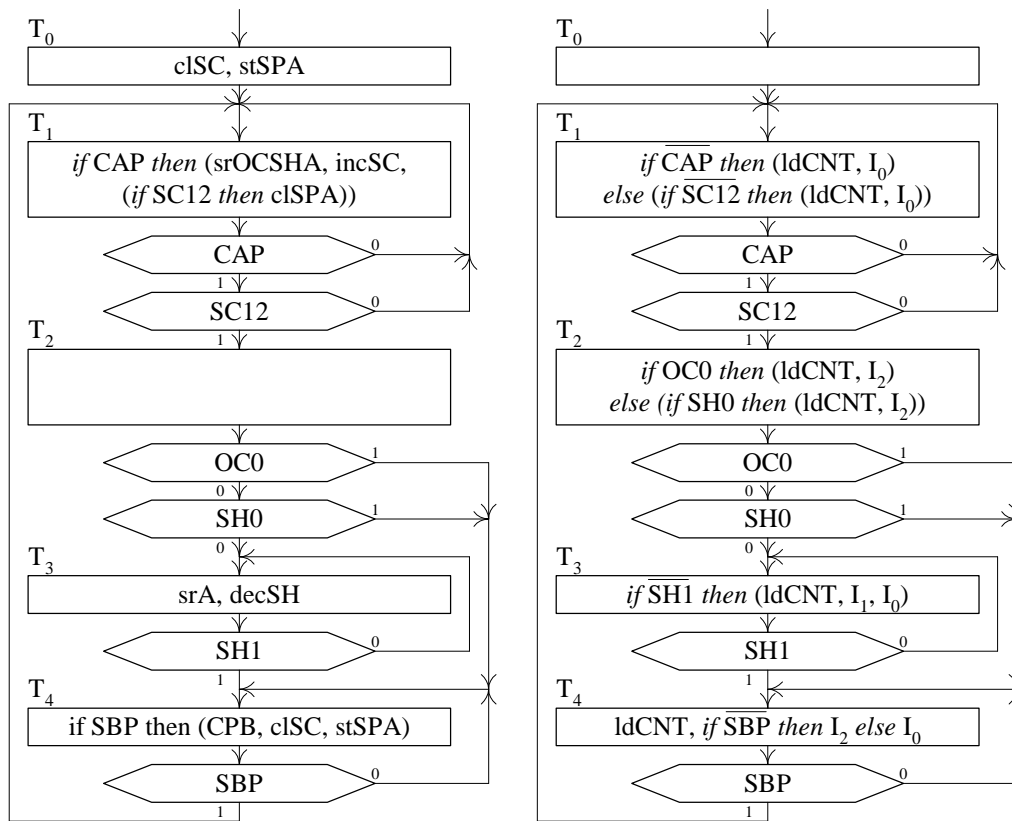 T₀
clSC, stSPA
T₁
if CAP then (srOCSHA, incSC,
(if SC12 then clSPA))
CAP
0
1
SC12
0
1
T₂
OC0
1
0
SH0
1
0
T₃
srA, decSH
SH1
0
1
T₄
if SBP then (CPB, clSC, stSPA)
SBP
0
1
T₀
T₁
if C̅A̅P̅ then (ldCNT, I₀)
else (if S̅C̅1̅2̅ then (ldCNT, I₀))
CAP
0
1
SC12
0
1
T₂
if OC0 then (ldCNT, I₂)
else (if SH0 then (ldCNT, I₂))
OC0
1
0
SH0
1
0
T₃
if S̅H̅1̅ then (ldCNT, I₁, I₀)
SH1
0
1
T₄
ldCNT, if S̅B̅P̅ then I₂ else I₀
SBP
0
1